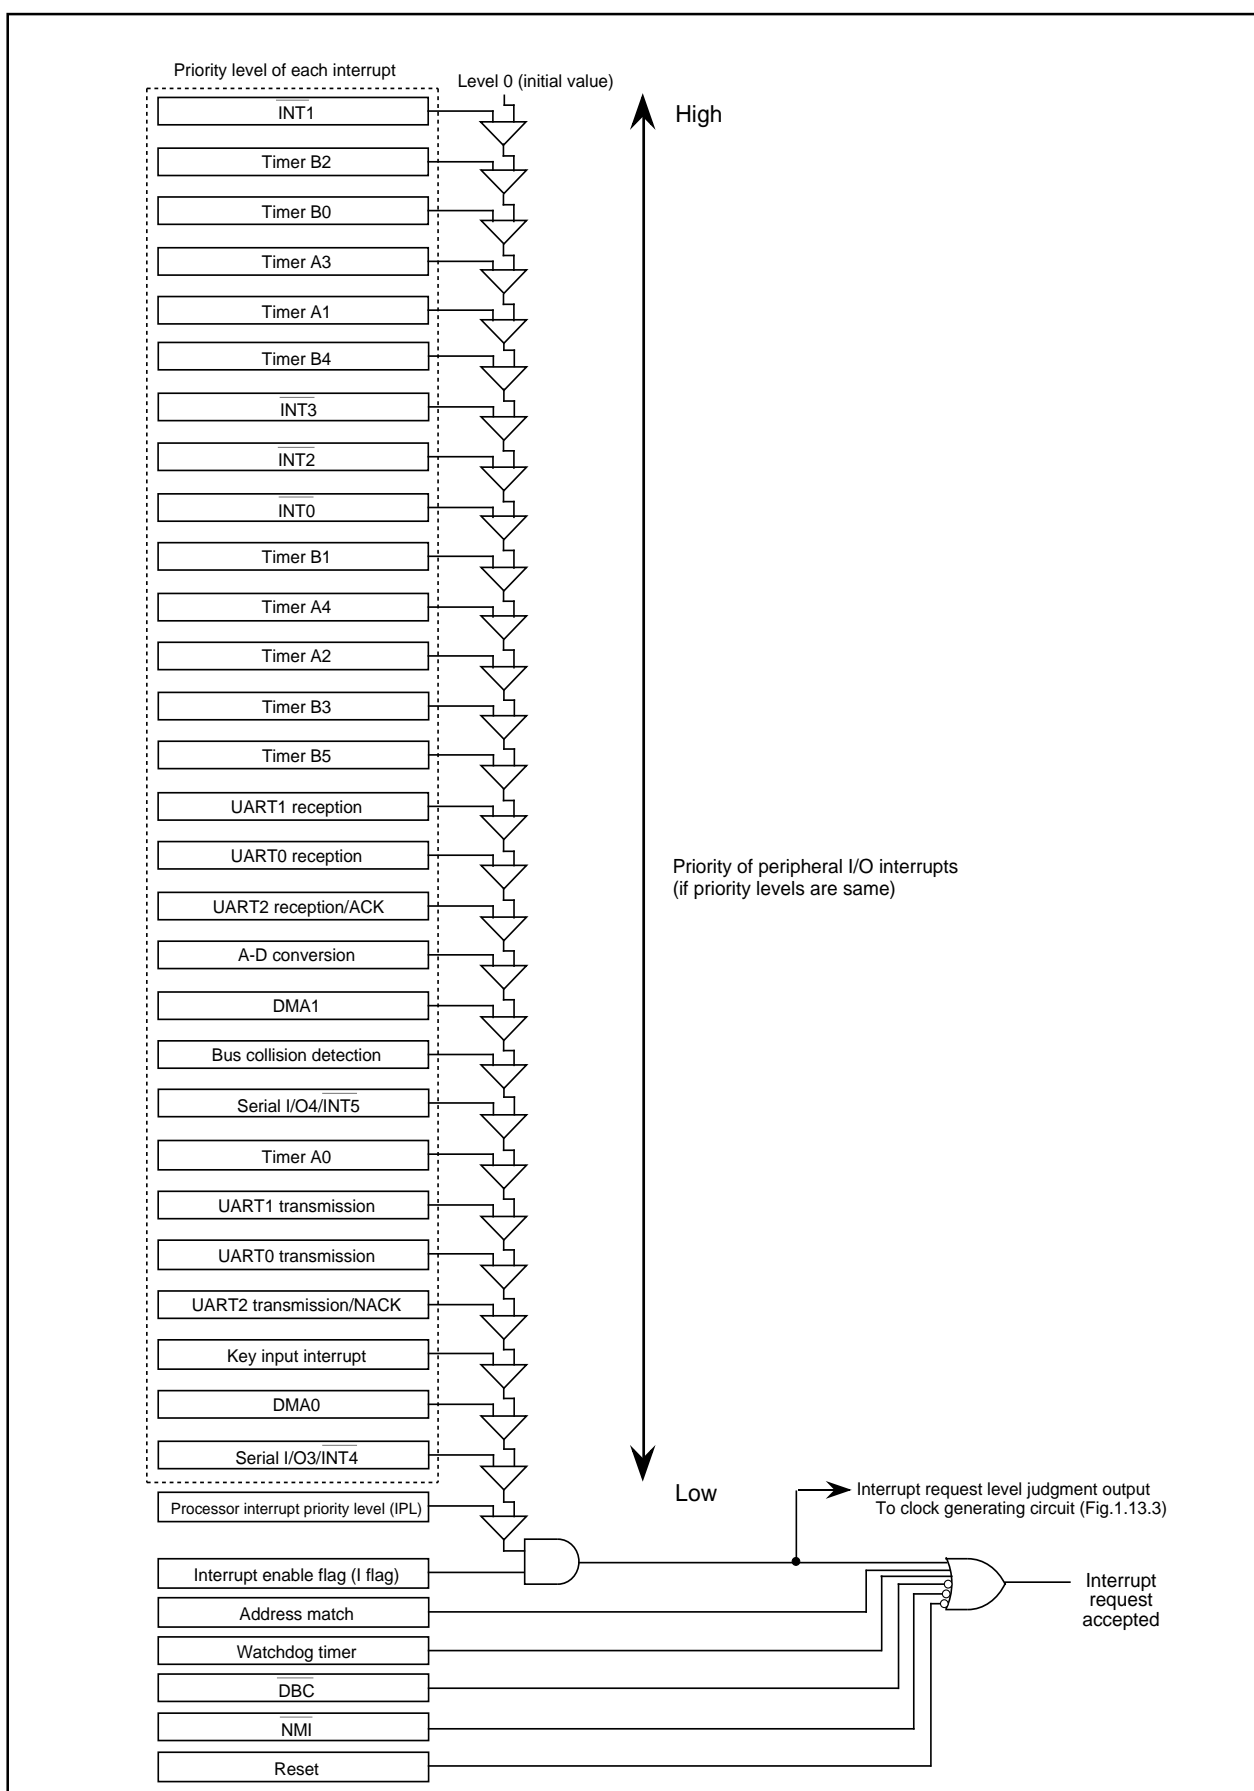 Priority level of each interrupt
Level 0 (initial value)
INT1
High
Timer B2
Timer B0
Timer A3
Timer A1
Timer B4
INT3
INT2
INT0
Timer B1
Timer A4
Timer A2
Timer B3
Timer B5
UART1 reception
UART0 reception
Priority of peripheral I/O interrupts
(if priority levels are same)
UART2 reception/ACK
A-D conversion
DMA1
Bus collision detection
Serial I/O4/INT5
Timer A0
UART1 transmission
UART0 transmission
UART2 transmission/NACK
Key input interrupt
DMA0
Serial I/O3/INT4
Low
Interrupt request level judgment output
To clock generating circuit (Fig.1.13.3)
Processor interrupt priority level (IPL)
Interrupt enable flag (I flag)
Interrupt
request
accepted
Address match
Watchdog timer
DBC
NMI
Reset